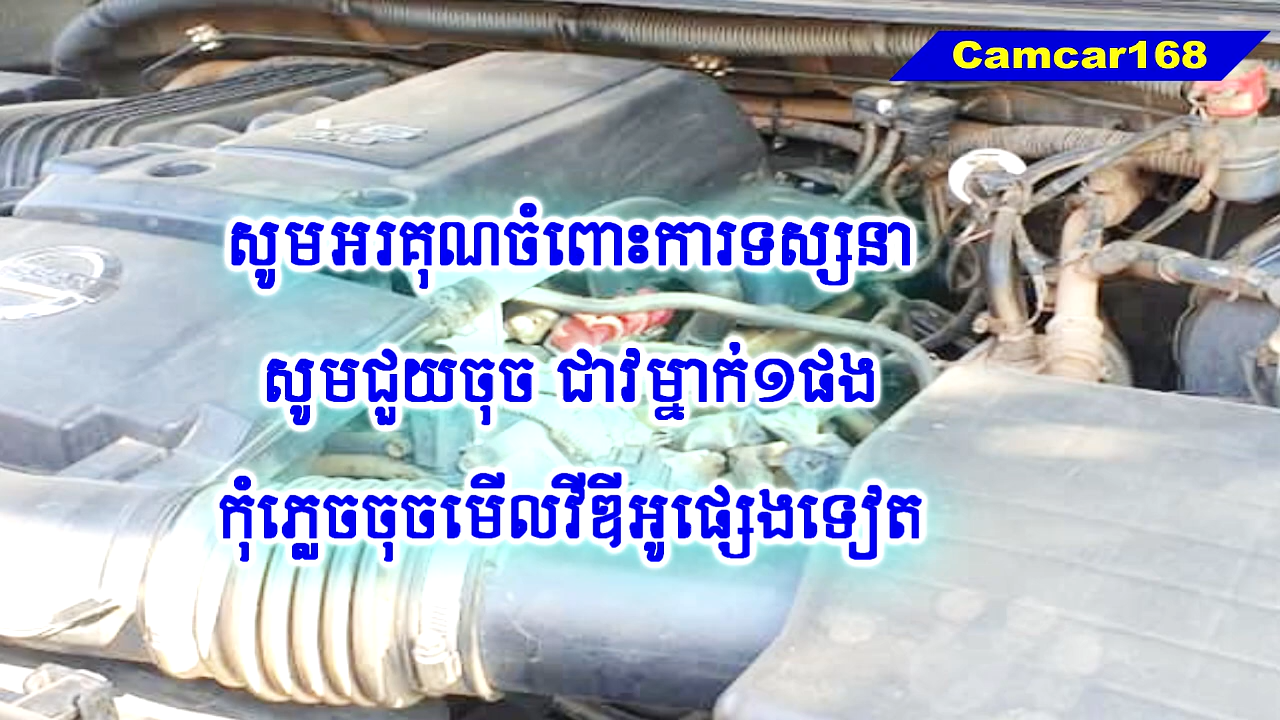 Camcar168
សូមអរគុណចំពោះការទស្សនា
សូមជួយចុច ជាវម្នាក់១ផង
កុំភ្លេចចុចមើលវីឌីអូផ្សេងទៀត